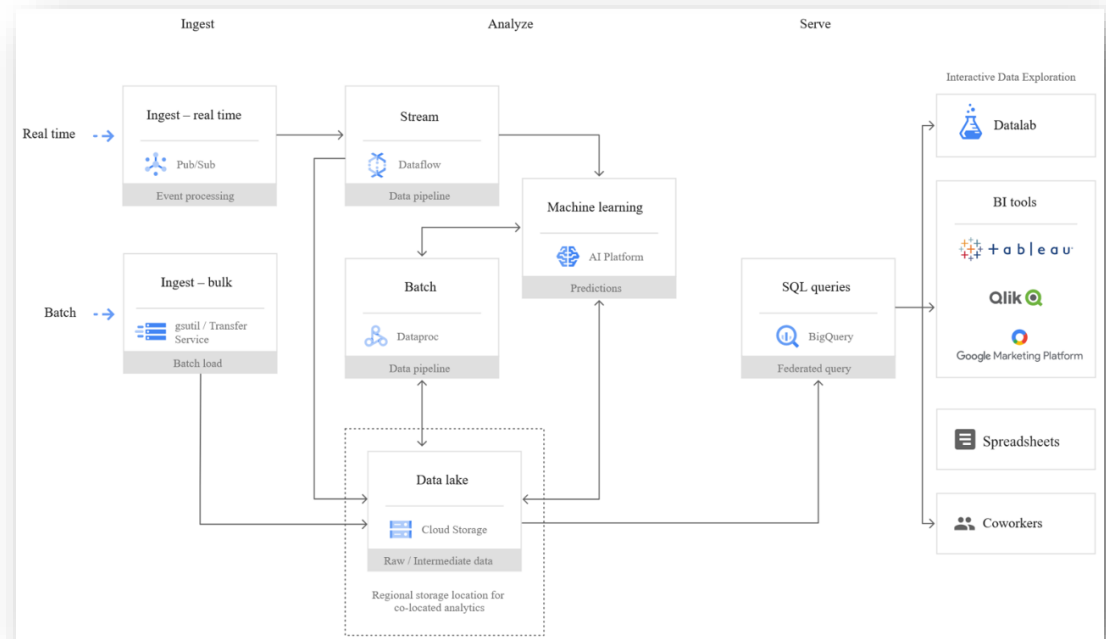 Ingest
Analyze
Serve
Interactive Data Exploration
Real time
Ingest – real time
Pub/Sub
Event processing
Stream
Dataflow
Data pipeline
Datalab
Machine learning
AI Platform
Predictions
BI tools
+ a b l e a u
Qlik
Google Marketing Platform
Batch
Ingest – bulk
gsutil / Transfer
Service
Batch load
Batch
Dataproc
Data pipeline
SQL queries
BigQuery
Federated query
Spreadsheets
Data lake
Cloud Storage
Raw / Intermediate data
Regional storage location for
co-located analytics
Coworkers